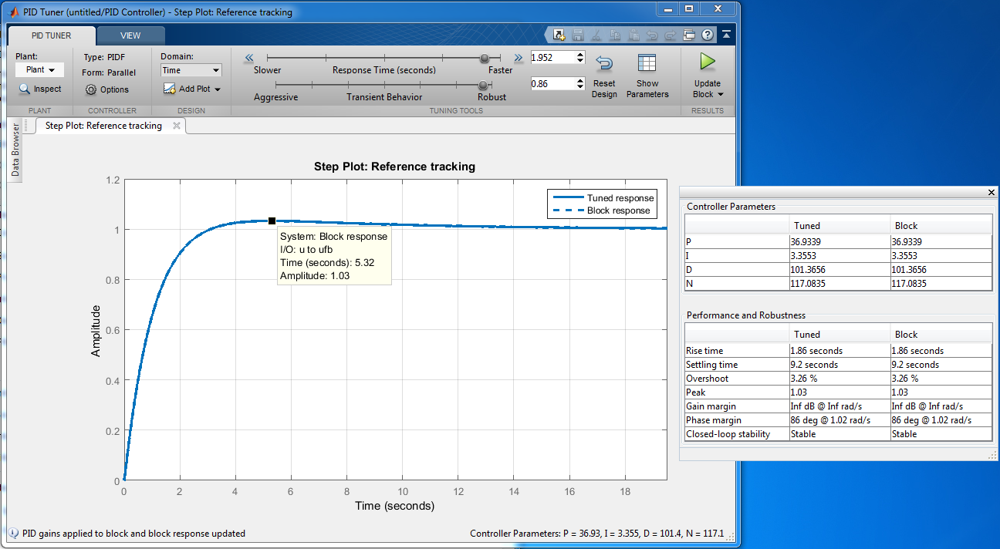 PID Tuner (untitled/PID Controller) - Step Plot: Reference tracking
PID TUNER
VIEW
Plant:
Plant
Inspect
PLANT
Type: PIDF
Form: Parallel
Options
CONTROLLER
Domain:
Time
Add Plot
DESIGN
Slower
Response Time (seconds)
Faster
1.952
Aggressive
Transient Behavior
Robust
0.86
Reset
Design
Show
Parameters
TUNING TOOLS
Update
Block
RESULTS
Data Browser
Step Plot: Reference tracking
Step Plot: Reference tracking
Tuned response
Block response
System: Block response
I/O: u to ufb
Time (seconds): 5.32
Amplitude: 1.03
Amplitude
1.2
1
0.8
0.6
0.4
0.2
0
0 2 4 6 8 10 12 14 16 18
Time (seconds)
PID gains applied to block and block response updated
Controller Parameters: P = 36.93, I = 3.355, D = 101.4, N = 117.1
Controller Parameters
Tuned Block
P 36.9339 36.9339
I 3.3553 3.3553
D 101.3656 101.3656
N 117.0835 117.0835
Performance and Robustness
Tuned Block
Rise time 1.86 seconds 1.86 seconds
Settling time 9.2 seconds 9.2 seconds
Overshoot 3.26 % 3.26 %
Peak 1.03 1.03
Gain margin Inf dB @ Inf rad/s Inf dB @ Inf rad/s
Phase margin 86 deg @ 1.02 rad/s 86 deg @ 1.02 rad/s
Closed-loop stability Stable Stable